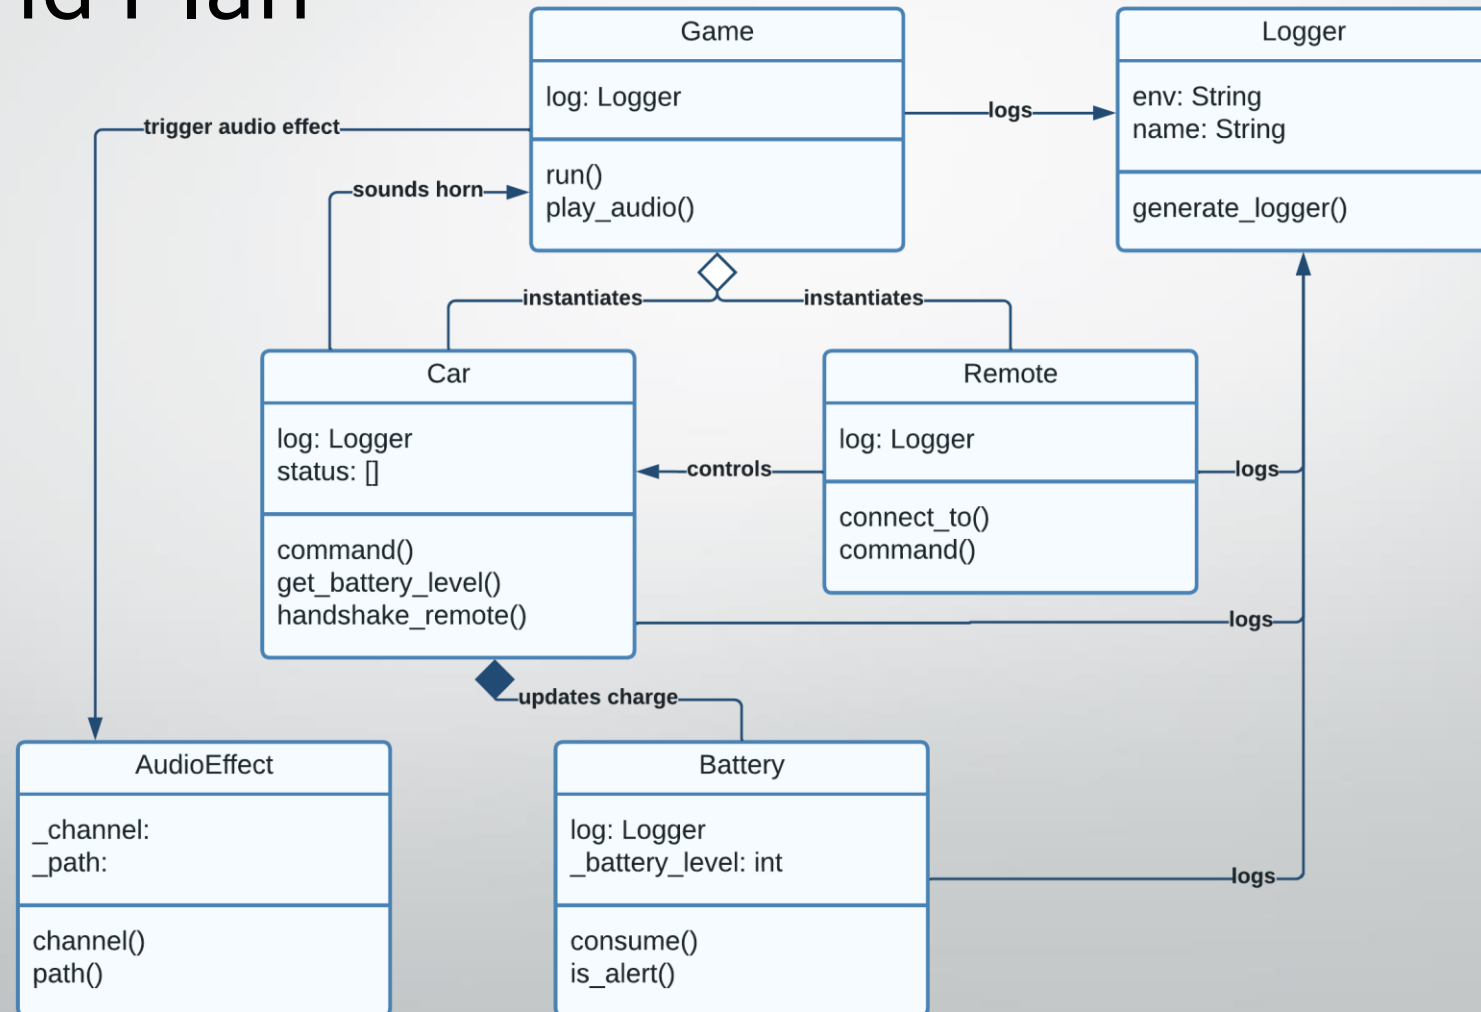 Plan
Game
log: Logger
run()
play_audio()
Logger
env: String
name: String
generate_logger()
logs
trigger audio effect
sounds horn
instantiates
instantiates
Car
log: Logger
status: []
command()
get_battery_level()
handshake_remote()
Remote
log: Logger
connect_to()
command()
controls
logs
logs
updates charge
AudioEffect
_channel:
_path:
channel()
path()
Battery
log: Logger
_battery_level: int
consume()
is_alert()
logs